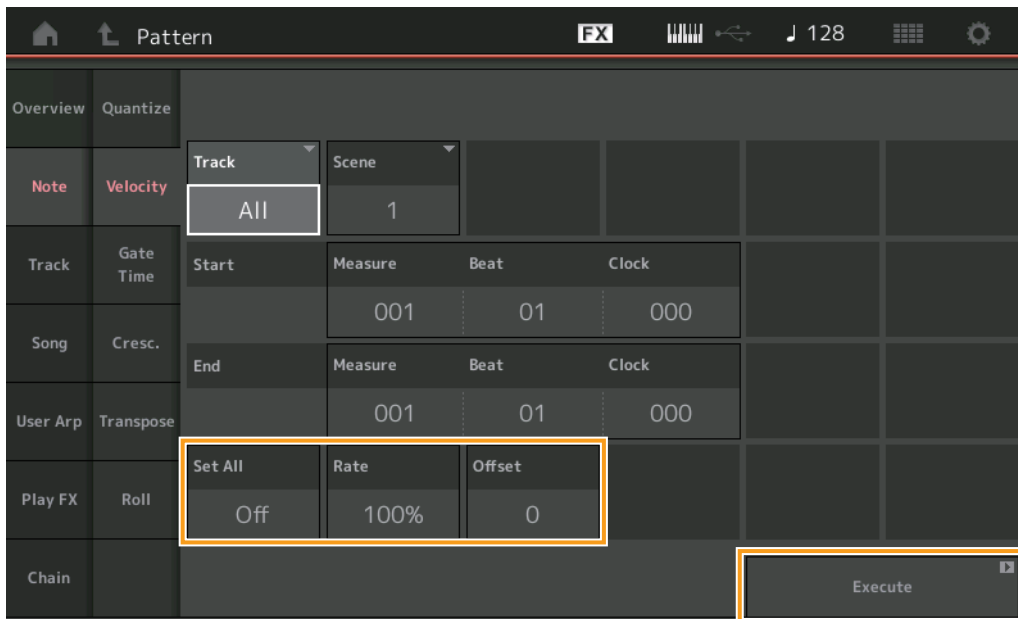 Pattern FX ♩ 128
Overview Quantize
Track Scene
Note Velocity
All 1
Track Gate Time Start Measure Beat Clock
001 01 000
Song Cresc.
End Measure Beat Clock
User Arp Transpose 001 01 000
Set All Rate Offset
Play FX Roll Off 100% 0
Chain Execute